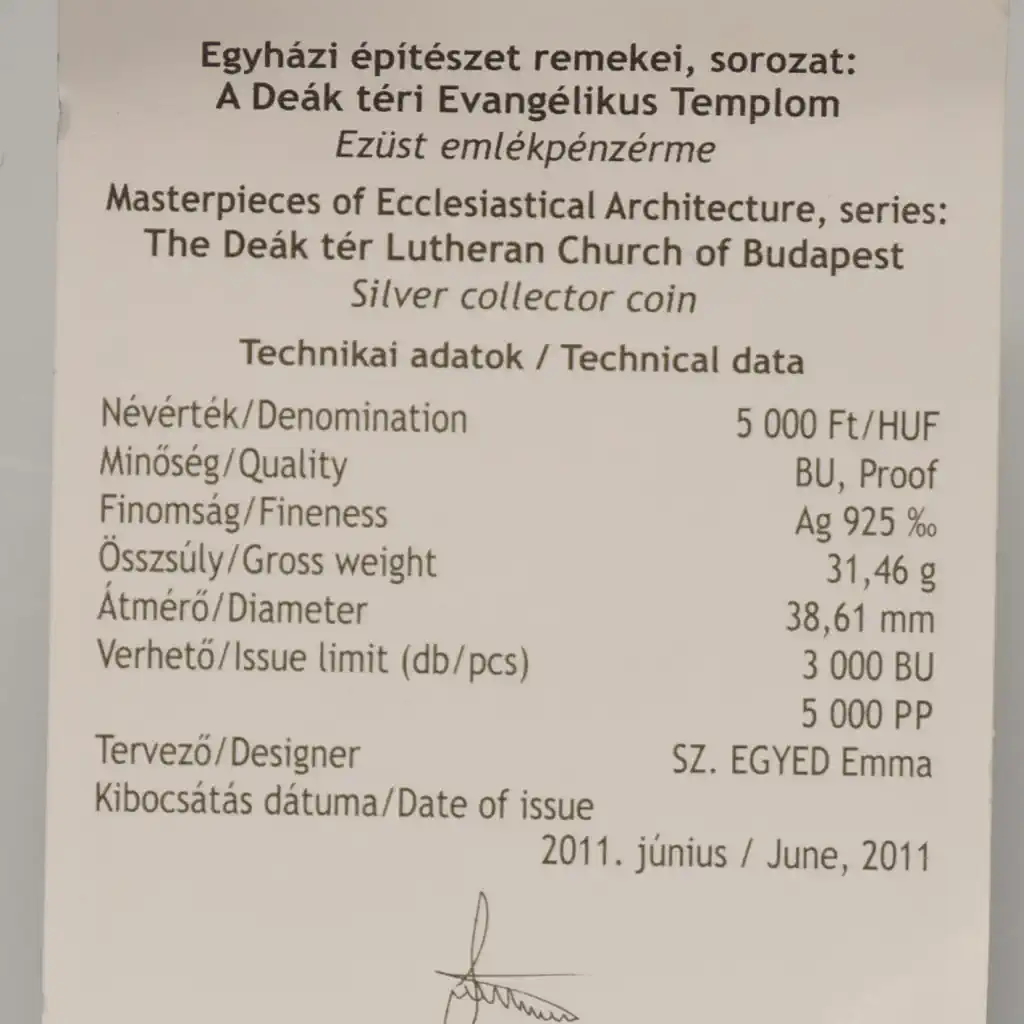 Egyházi építészet remekei, sorozat:
A Deák téri Evangélikus Templom
Ezüst emlékpénzérme
Masterpieces of Ecclesiastical Architecture, series:
The Deák tér Lutheran Church of Budapest
Silver collector coin
Technikai adatok / Technical data
Névérték/Denomination 5 000 Ft/HUF
Minőség/Quality BU, Proof
Finomság/Fineness Ag 925 ‰
Összsúly/Gross weight 31,46 g
Átmérő/Diameter 38,61 mm
Verhető/Issue limit (db/pcs) 3 000 BU
5 000 PP
Tervező/Designer SZ. EGYED Emma
Kibocsátás dátuma/Date of issue
2011. június / June, 2011